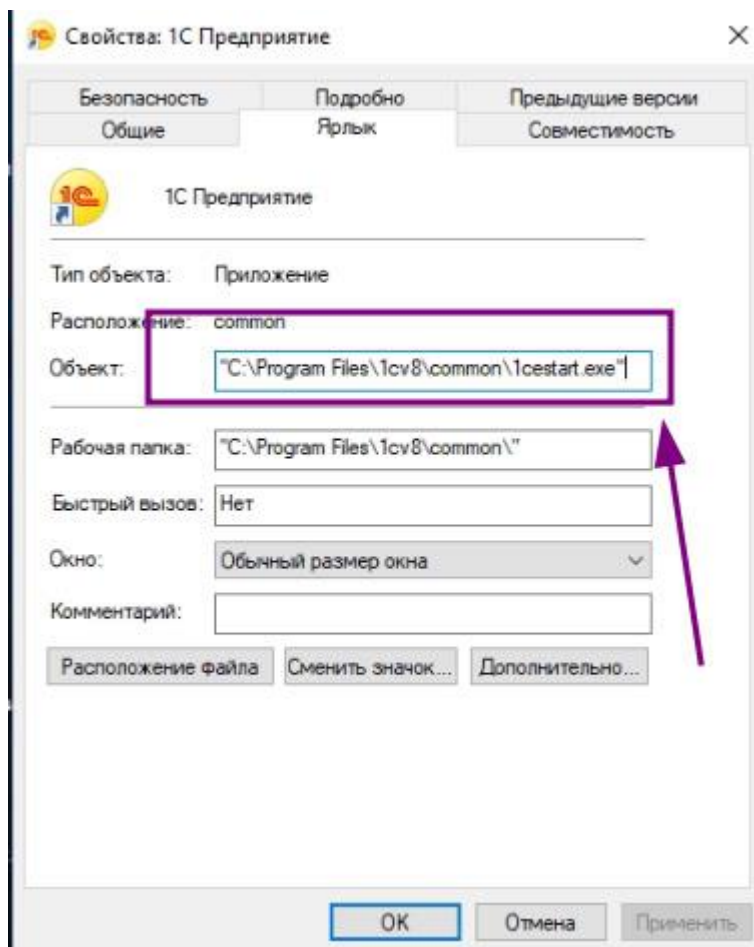 Свойства: 1С Предприятие
Безопасность Подробно Предыдущие версии
Общие Ярлык Совместимость
1С Предприятие
Тип объекта: Приложение
Расположение: common
Объект: "C:\Program Files\1cv8\common\1cestart.exe"
Рабочая папка: "C:\Program Files\1cv8\common\"
Быстрый вызов: Нет
Окно: Обычный размер окна
Комментарий:
Расположение файла Сменить значок... Дополнительно...
OK Отмена Применить